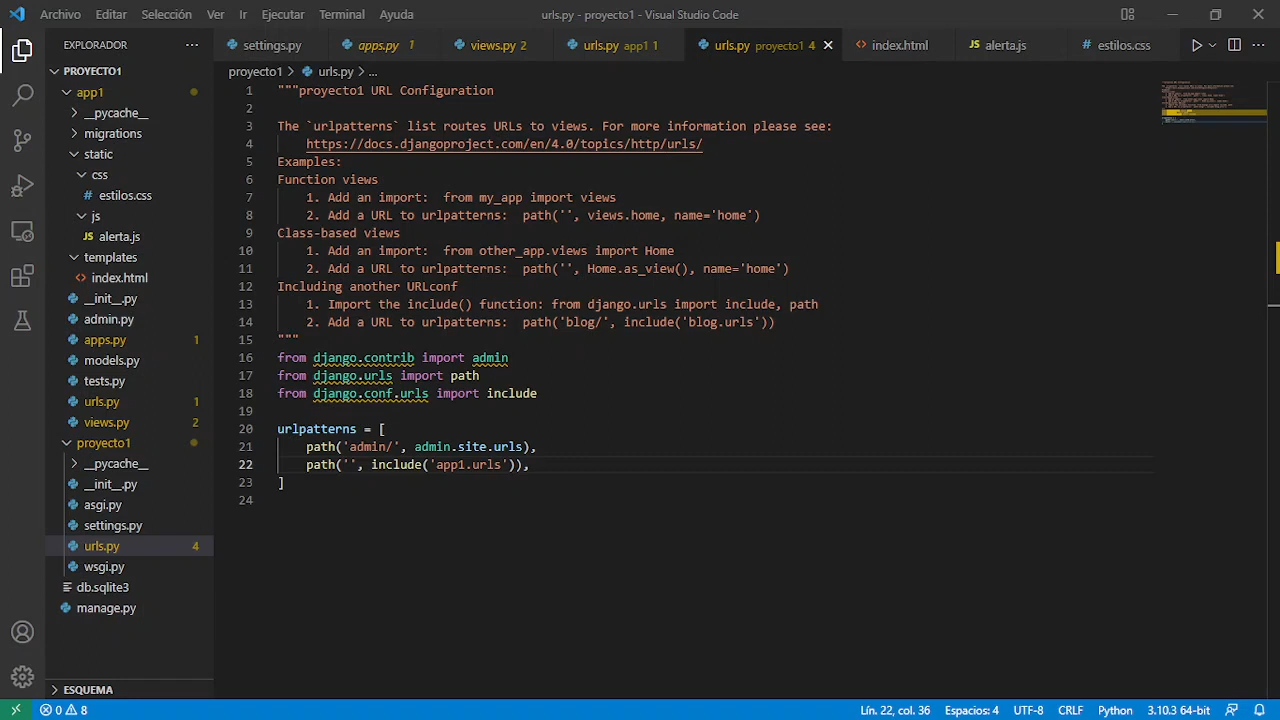 Archivo Editar Selección Ver Ir Ejecutar Terminal Ayuda urls.py - proyecto1 - Visual Studio Code
EXPLORADOR ... settings.py apps.py 1 views.py 2 urls.py app1 1 urls.py proyecto1 4 index.html alerta.js estilos.css
PROYECTO1
app1
__pycache__
migrations
static
css
estilos.css
js
alerta.js
templates
index.html
__init__.py
admin.py
apps.py 1
models.py
tests.py
urls.py 1
views.py 2
proyecto1
__pycache__
__init__.py
asgi.py
settings.py
urls.py 4
wsgi.py
db.sqlite3
manage.py
ESQUEMA
proyecto1 > urls.py > ...
1 """proyecto1 URL Configuration
2
3 The `urlpatterns` list routes URLs to views. For more information please see:
4 https://docs.djangoproject.com/en/4.0/topics/http/urls/
5 Examples:
6 Function views
7 1. Add an import:  from my_app import views
8 2. Add a URL to urlpatterns:  path('', views.home, name='home')
9 Class-based views
10 1. Add an import:  from other_app.views import Home
11 2. Add a URL to urlpatterns:  path('', Home.as_view(), name='home')
12 Including another URLconf
13 1. Import the include() function: from django.urls import include, path
14 2. Add a URL to urlpatterns:  path('blog/', include('blog.urls'))
15 """
16 from django.contrib import admin
17 from django.urls import path
18 from django.conf.urls import include
19
20 urlpatterns = [
21 path('admin/', admin.site.urls),
22 path('', include('app1.urls')),
23 ]
24
0 8 Lín. 22, col. 36 Espacios: 4 UTF-8 CRLF Python 3.10.3 64-bit